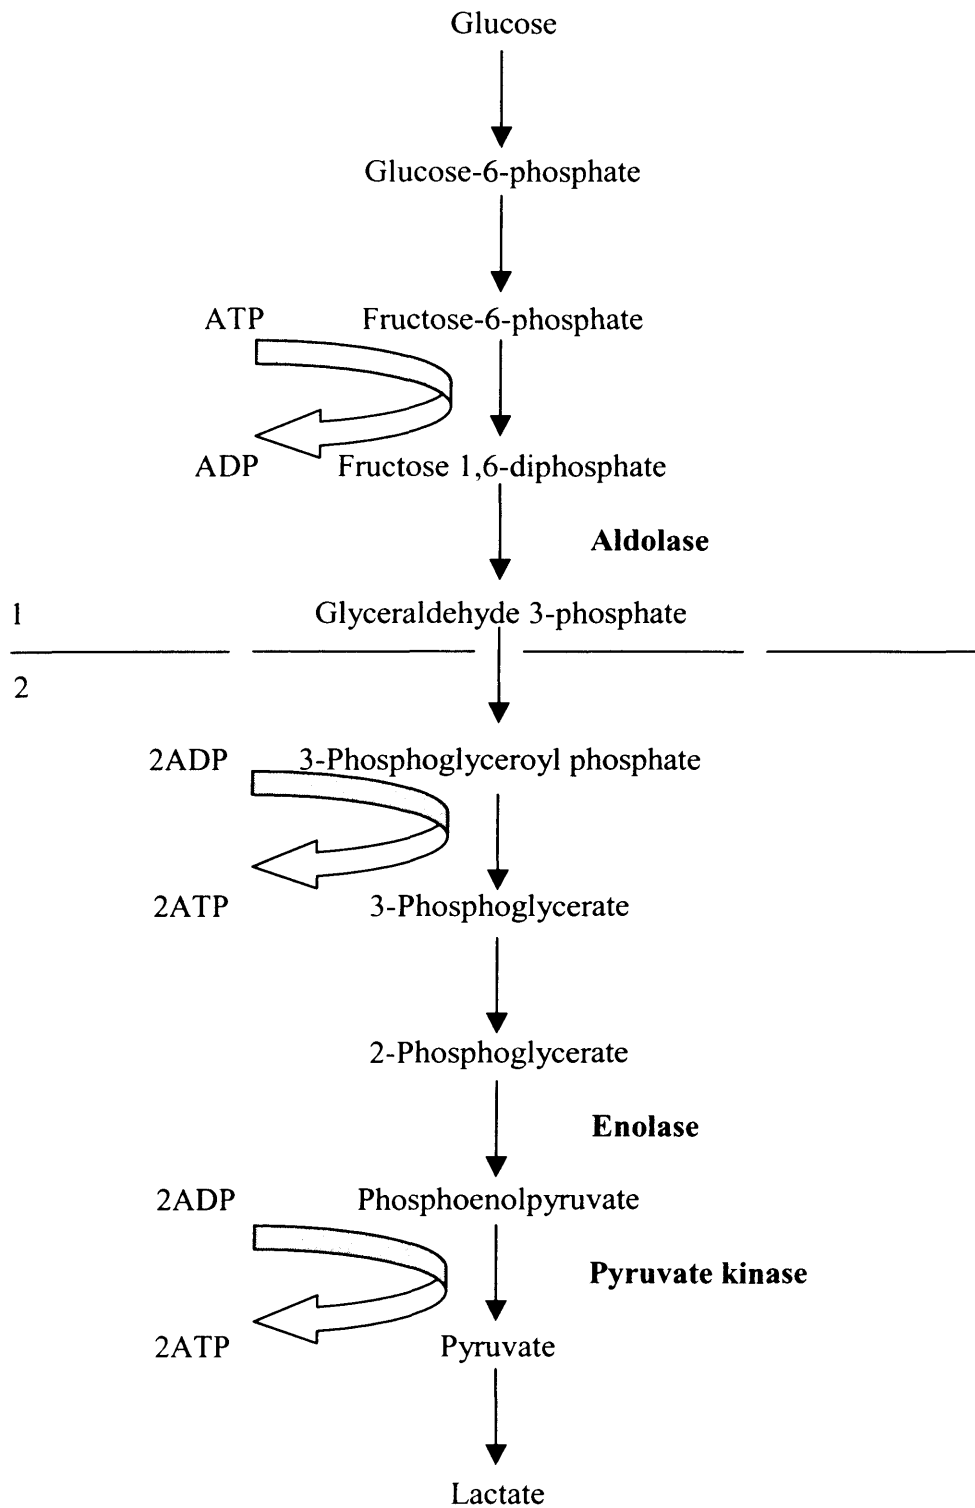 Glucose
Glucose-6-phosphate
ATP Fructose-6-phosphate
ADP Fructose 1,6-diphosphate
Aldolase
1 Glyceraldehyde 3-phosphate
2
2ADP 3-Phosphoglyceroyl phosphate
2ATP 3-Phosphoglycerate
2-Phosphoglycerate
Enolase
2ADP Phosphoenolpyruvate
Pyruvate kinase
2ATP Pyruvate
Lactate